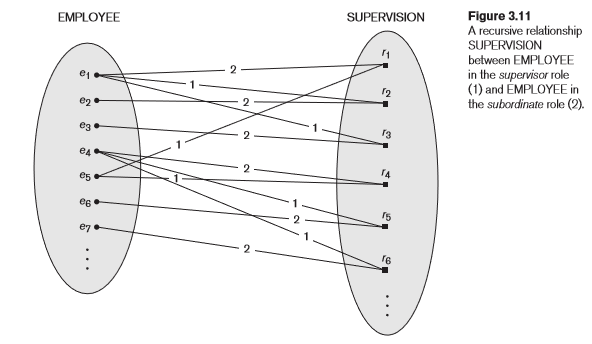 EMPLOYEE
SUPERVISION
e1
e2
e3
e4
e5
e6
e7
2
1
2
1
2
1
2
1
1
2
1
2
r1
r2
r3
r4
r5
r6
Figure 3.11
A recursive relationship
SUPERVISION
between EMPLOYEE
in the supervisor role
(1) and EMPLOYEE in
the subordinate role (2).